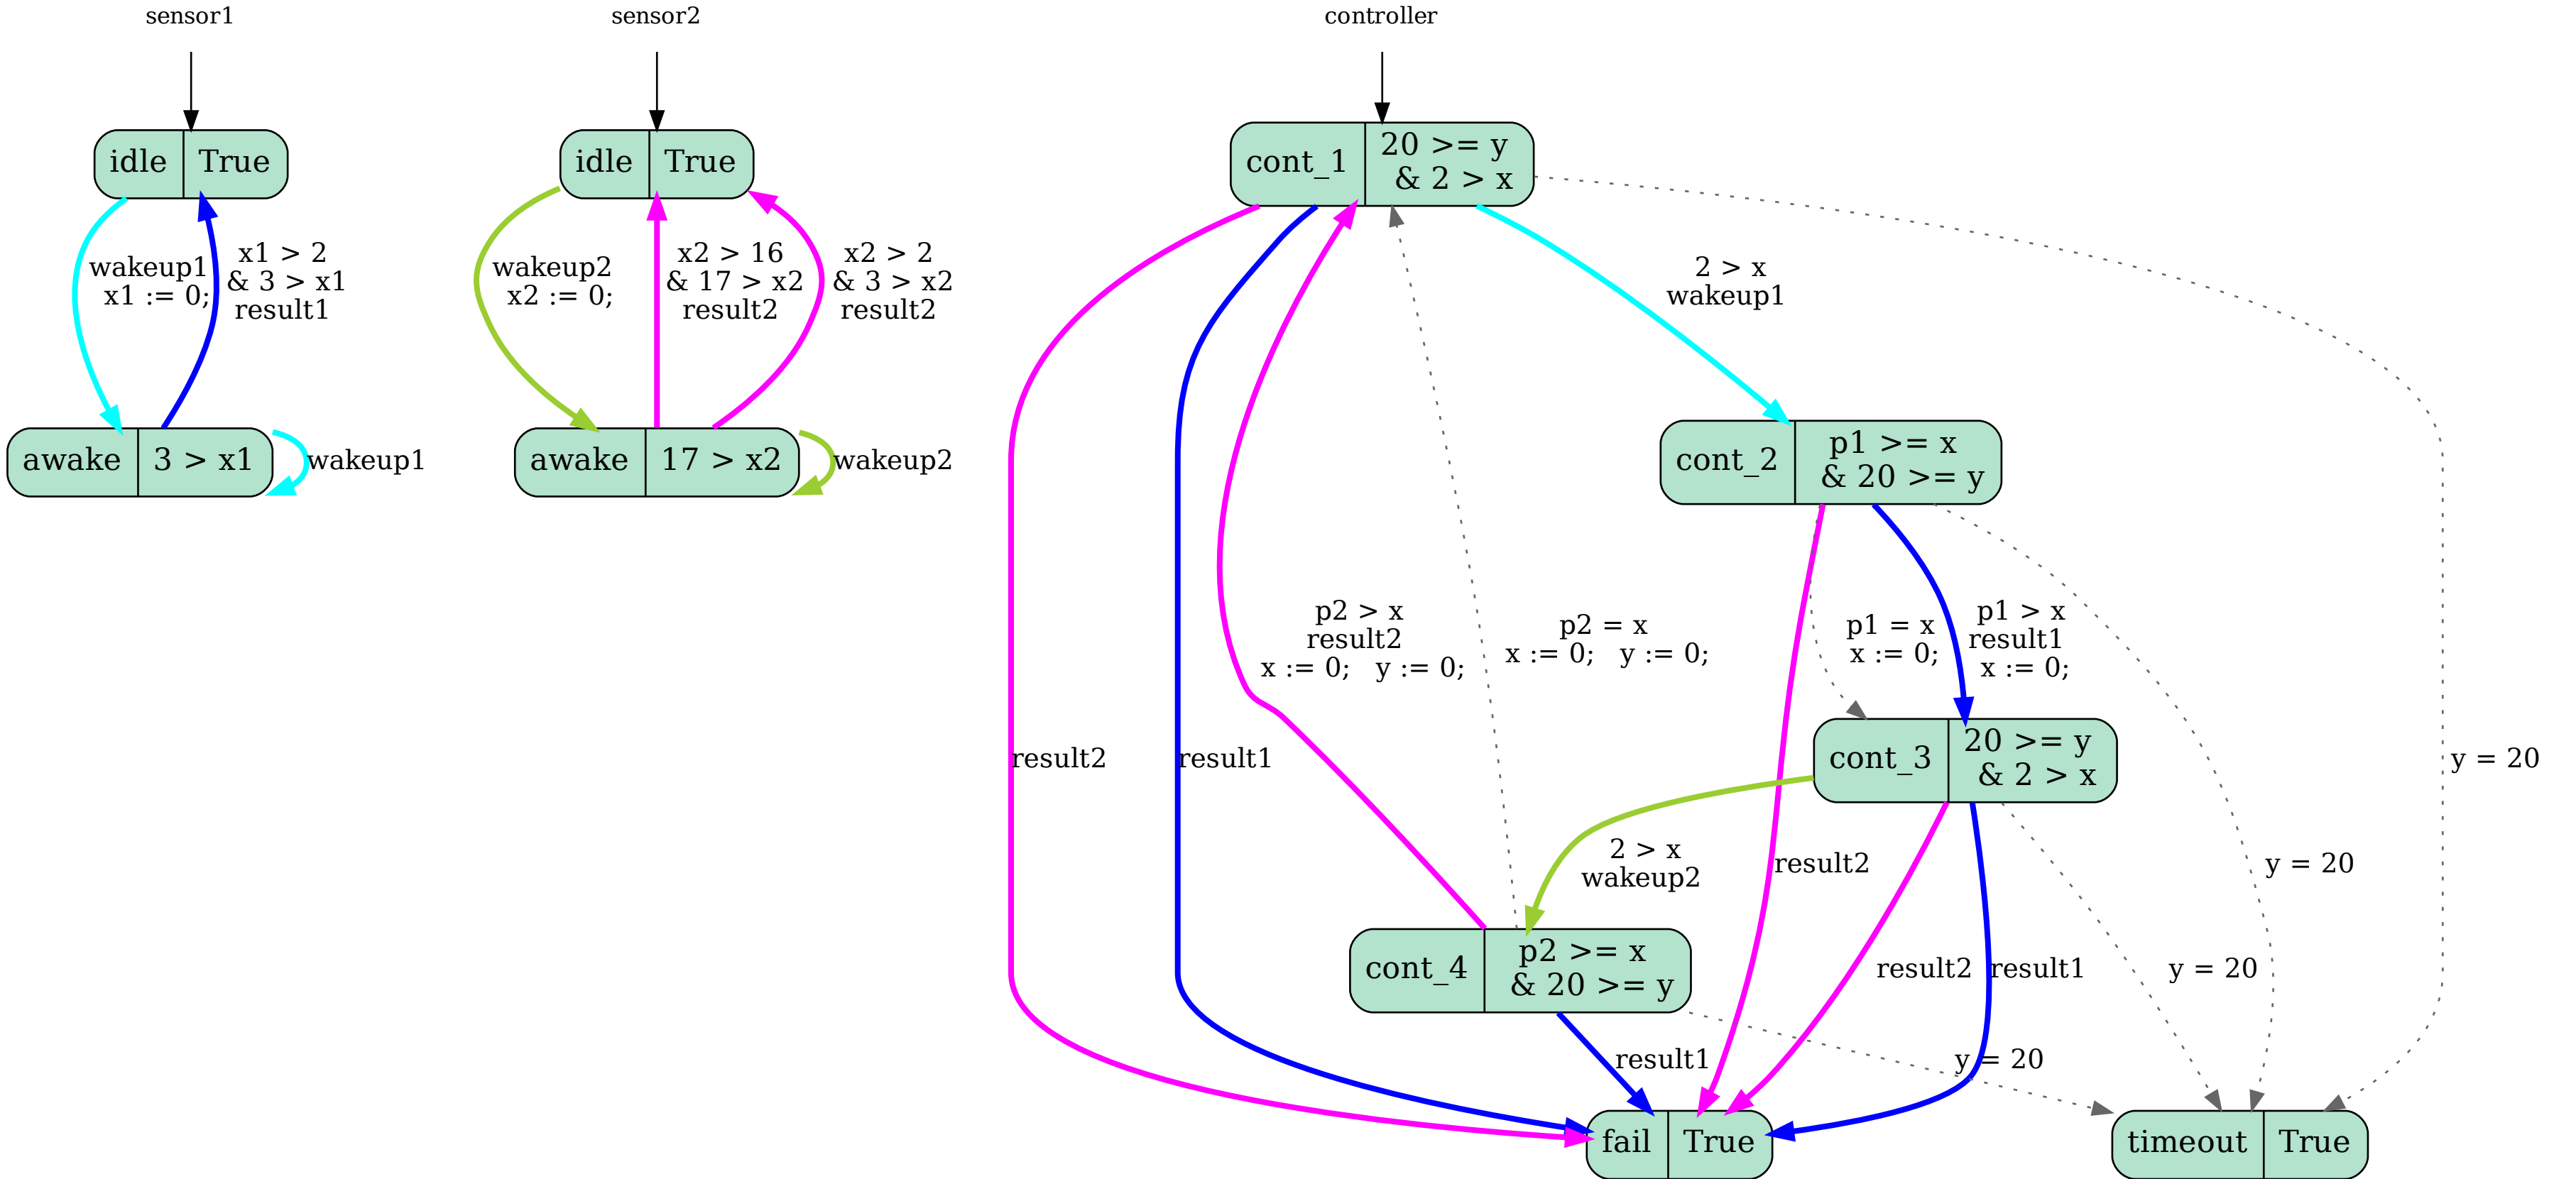 sensor1
idle
True
wakeup1
x1 := 0;
x1 > 2
& 3 > x1
result1
awake
3 > x1
wakeup1
sensor2
idle
True
wakeup2
x2 := 0;
x2 > 16
& 17 > x2
result2
x2 > 2
& 3 > x2
result2
awake
17 > x2
wakeup2
controller
cont_1
20 >= y
& 2 > x
2 > x
wakeup1
cont_2
p1 >= x
& 20 >= y
p2 > x
result2
x := 0;   y := 0;
p2 = x
x := 0;   y := 0;
p1 = x
x := 0;
p1 > x
result1
x := 0;
result2
result1
cont_3
20 >= y
& 2 > x
y = 20
2 > x
wakeup2
result2
y = 20
cont_4
p2 >= x
& 20 >= y
result2
result1
y = 20
result1
y = 20
fail
True
timeout
True